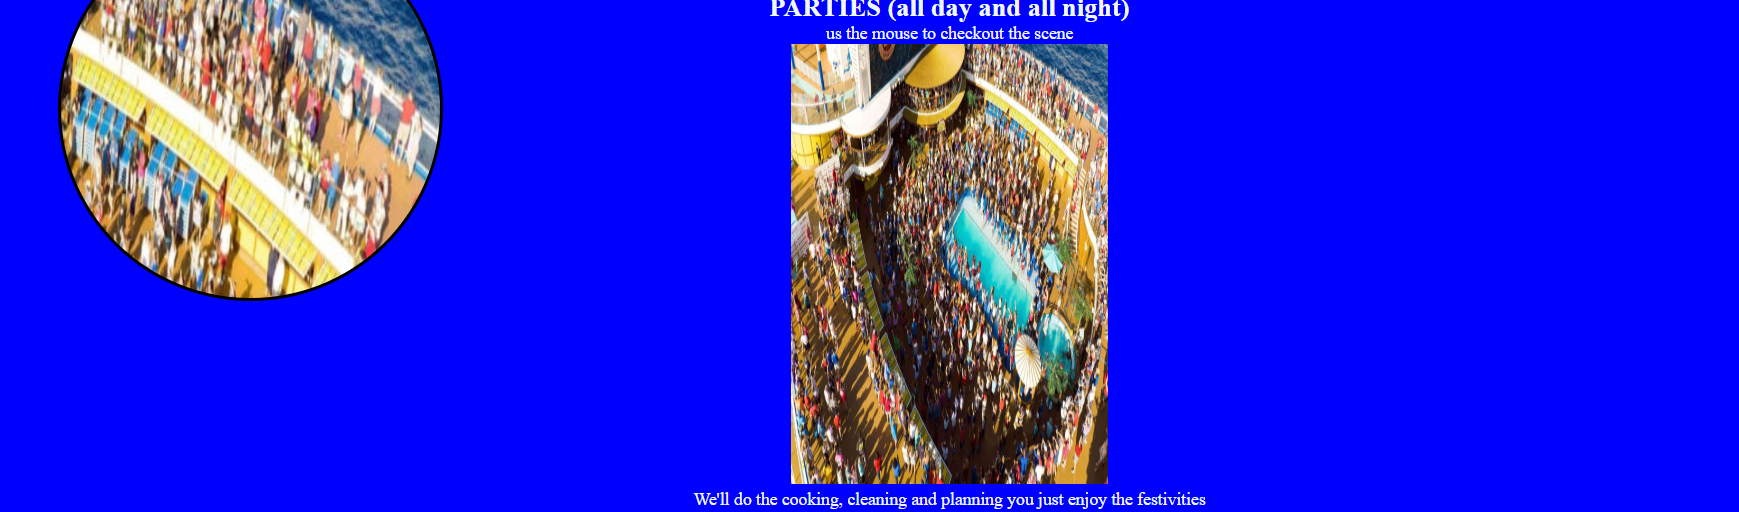 PARTIES (all day and all night)
us the mouse to checkout the scene
We'll do the cooking, cleaning and planning you just enjoy the festivities